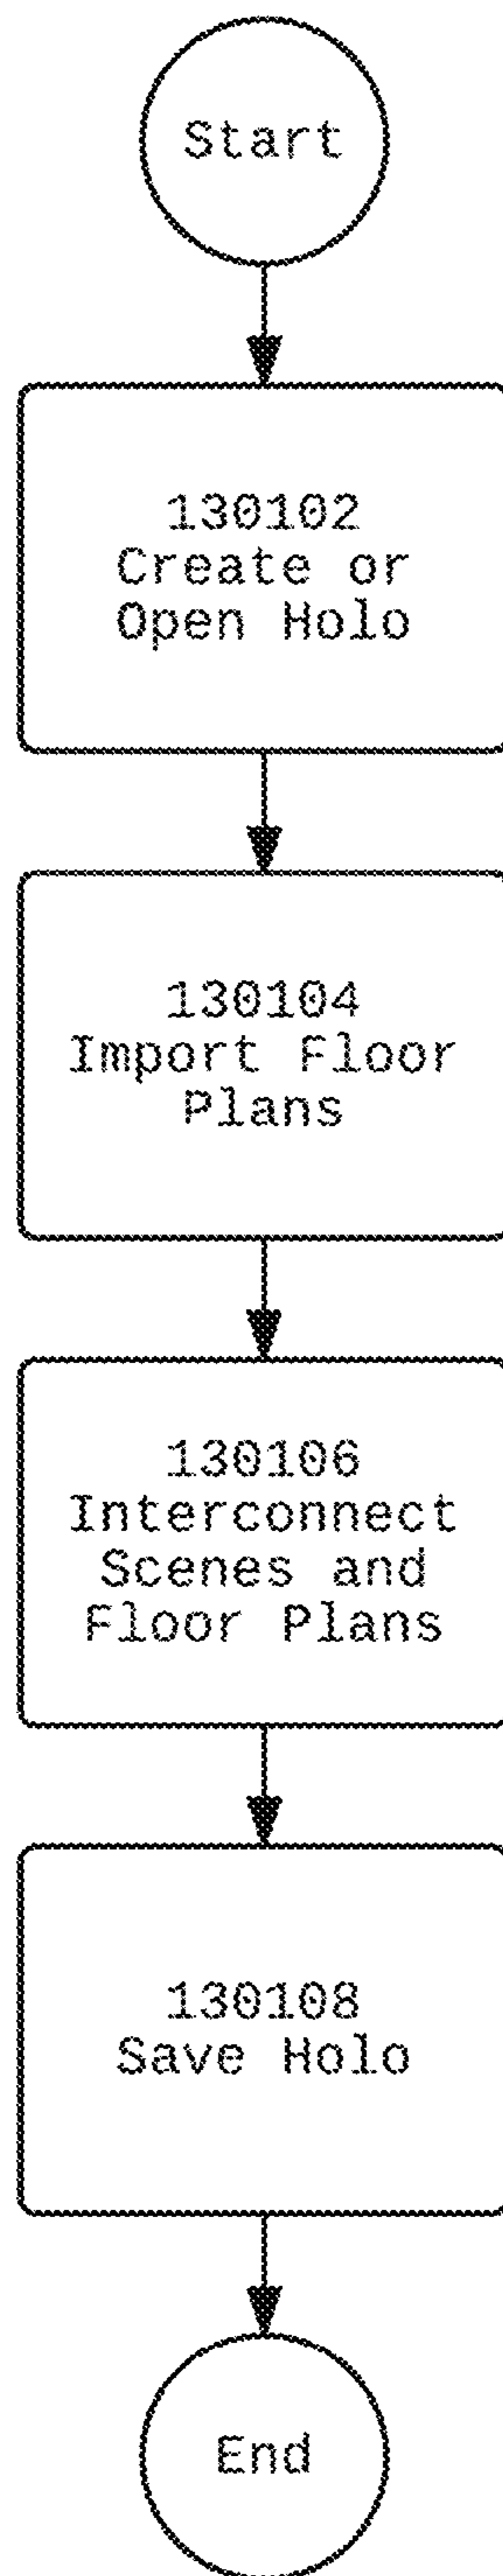 Start
130102
Create or
Open Holo
130104
Import Floor
Plans
130106
Interconnect
Scenes and
Floor Plans
130108
Save Holo
End